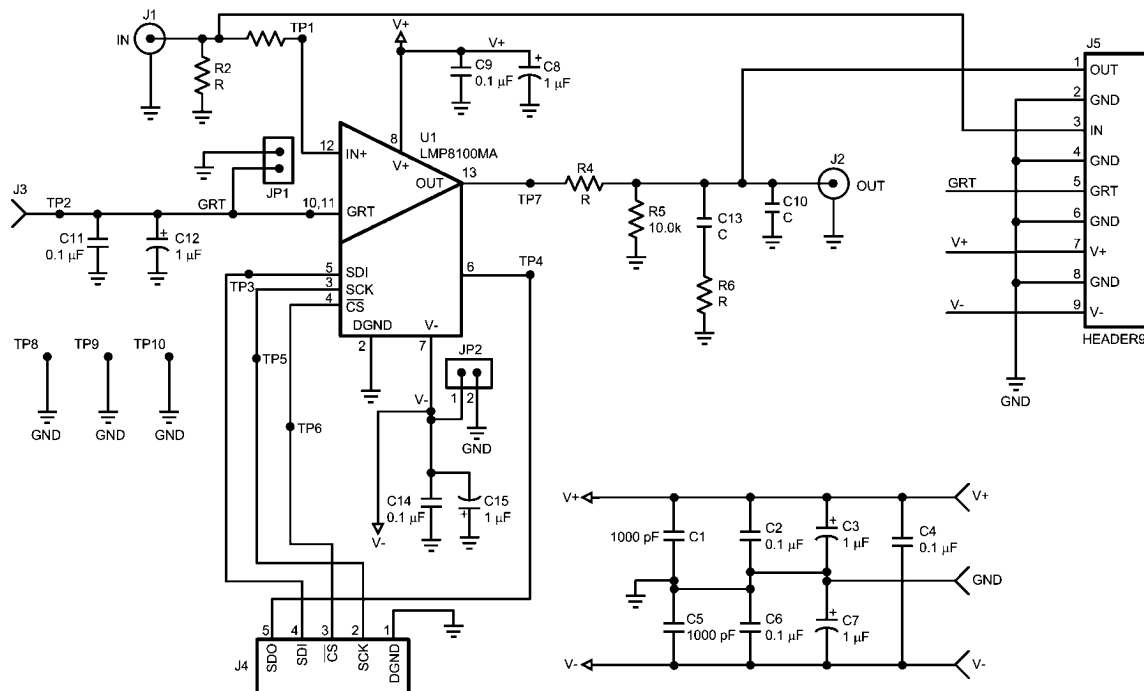 J1
IN
TP1
R2
R
V+
V+
C9
0.1 µF
+
C8
1 µF
J5
1
OUT
2
GND
3
IN
4
GND
GRT
5
GRT
6
GND
V+
7
V+
8
GND
V-
9
V-
HEADER9
GND
12
IN+
8
V+
U1
LMP8100MA
OUT
13
JP1
J3
TP2
GRT
10,11
GRT
C11
0.1 µF
+
C12
1 µF
TP7
R4
R
R5
10.0k
C13
C
C10
C
J2
OUT
R6
R
TP3
5
SDI
3
SCK
4
CS
6
TP4
DGND
2
V-
7
JP2
1
2
GND
V-
TP8
TP9
TP10
GND
GND
GND
TP5
TP6
C14
0.1 µF
C15
+
1 µF
V-
V+
V+
1000 pF
C1
C2
0.1 µF
+
C3
1 µF
C4
0.1 µF
GND
C5
1000 pF
C6
0.1 µF
+
C7
1 µF
V-
V-
J4
5
SDO
4
SDI
3
CS
2
SCK
1
DGND